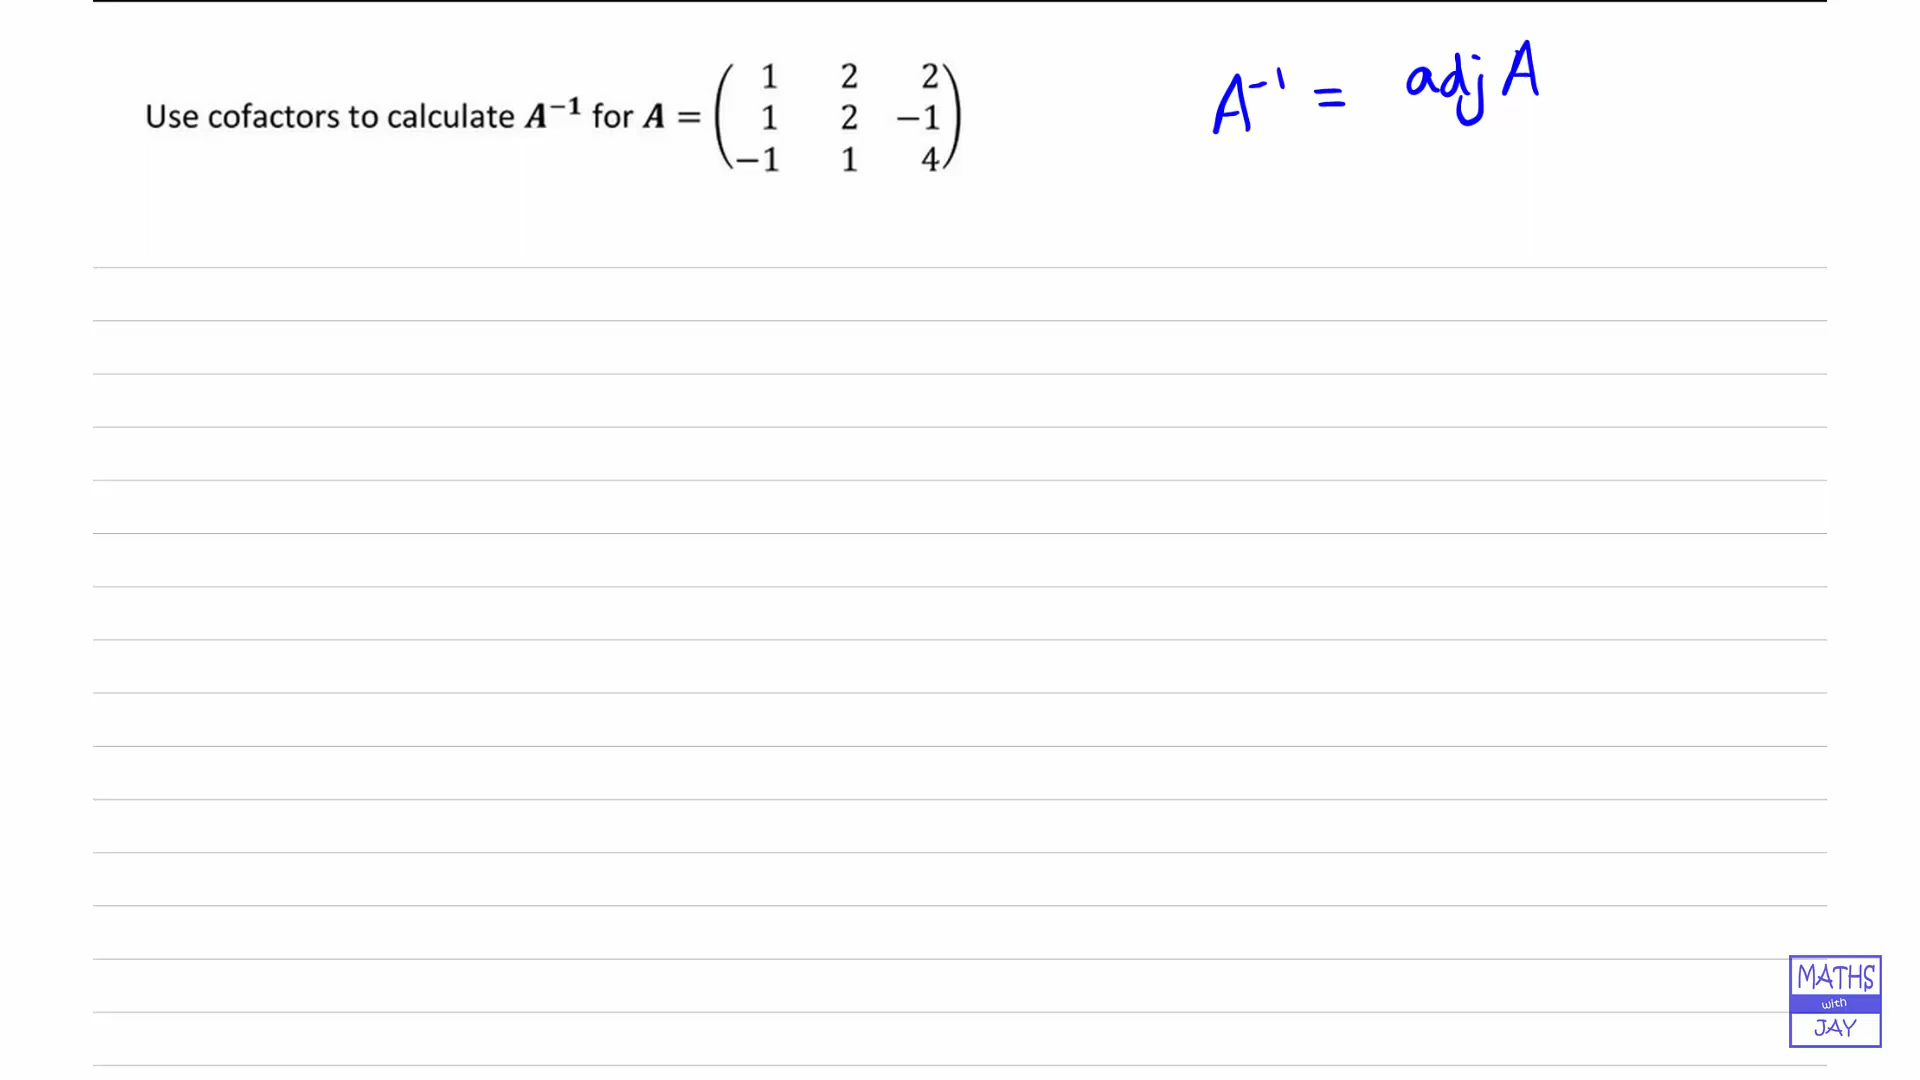 Use cofactors to calculate A⁻¹ for A = ( 1 2 2
1 2 −1
−1 1 4 )
A⁻¹ = adj A
MATHS
with
JAY